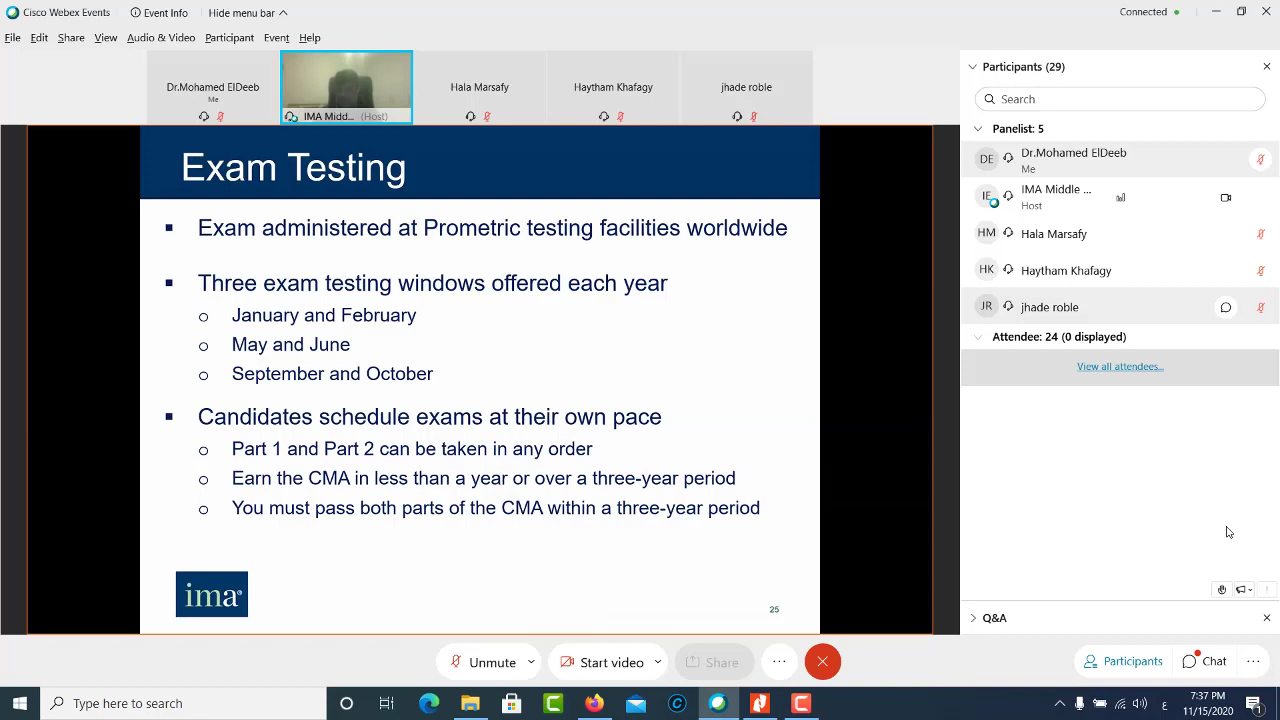 Cisco Webex Events
Event Info
Hide menu
Connected
File Edit Share View Audio & Video Participant Event Help
Dr.Mohamed ElDeeb
Me
IMA Midd... (Host)
Hala Marsafy
Haytham Khafagy
jhade roble
Exam Testing
▪ Exam administered at Prometric testing facilities worldwide
▪ Three exam testing windows offered each year
o January and February
o May and June
o September and October
▪ Candidates schedule exams at their own pace
o Part 1 and Part 2 can be taken in any order
o Earn the CMA in less than a year or over a three-year period
o You must pass both parts of the CMA within a three-year period
ima®
25
Participants (29)
Search
Panelist: 5
DE Dr.Mohamed ElDeeb
Me
IE IMA Middle ...
Host
HM Hala Marsafy
HK Haytham Khafagy
JR jhade roble
Attendee: 24 (0 displayed)
View all attendees...
Q&A
Unmute
Start video
Share
Participants
Chat
Type here to search
7:37 PM
11/15/2020